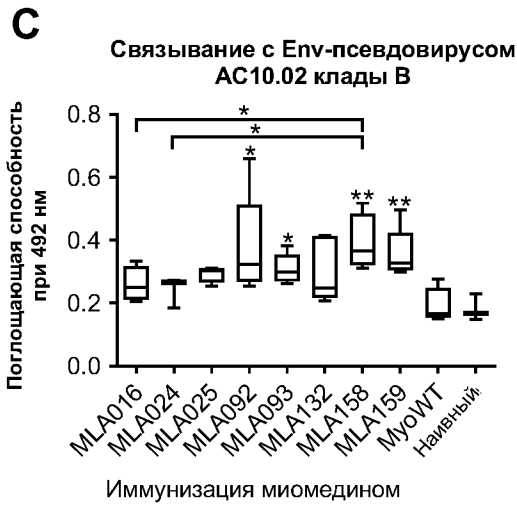 C
Связывание с Env-псевдовирусом
AC10.02 клады B
Поглощающая способность
при 492 нм
0.8
0.6
0.4
0.2
0.0
*
*
*
*
**
**
MLA016
MLA024
MLA025
MLA092
MLA093
MLA132
MLA158
MLA159
MyoWT
Наивный
Иммунизация миомедином